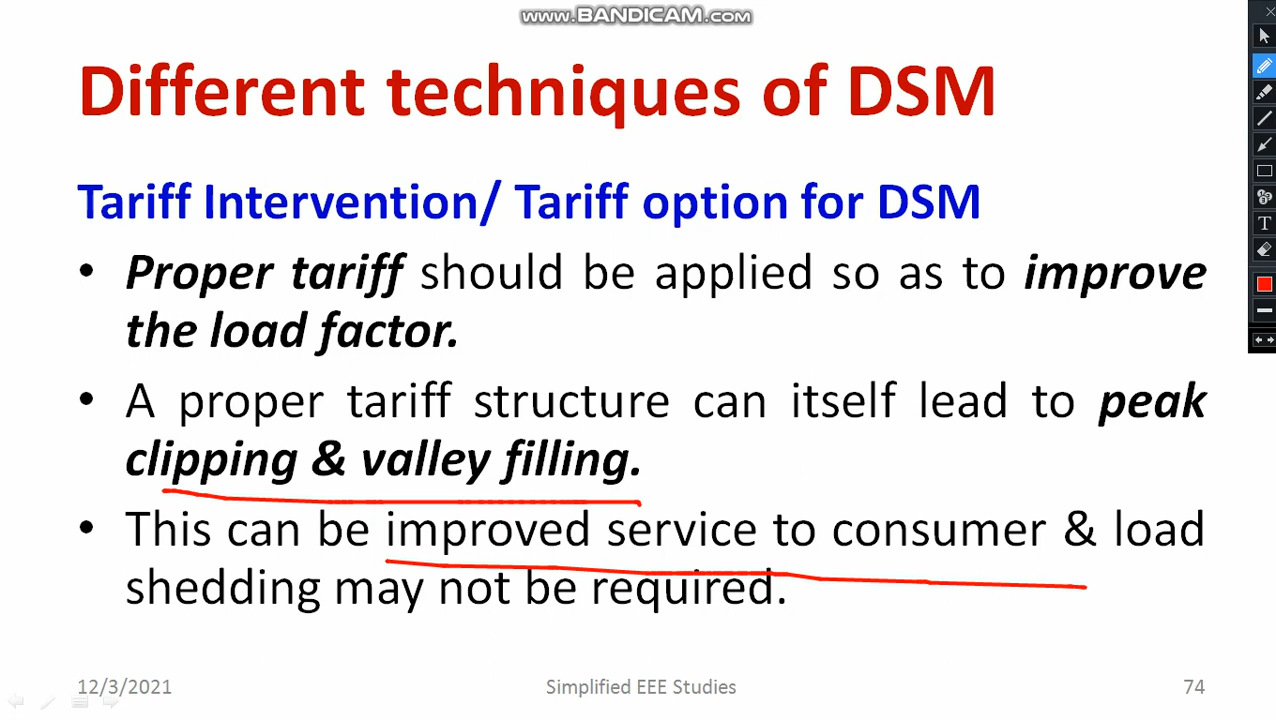 www.BANDICAM.com
Different techniques of DSM
Tariff Intervention/ Tariff option for DSM
• Proper tariff should be applied so as to improve
the load factor.
• A proper tariff structure can itself lead to peak
clipping & valley filling.
• This can be improved service to consumer & load
shedding may not be required.
12/3/2021 Simplified EEE Studies 74